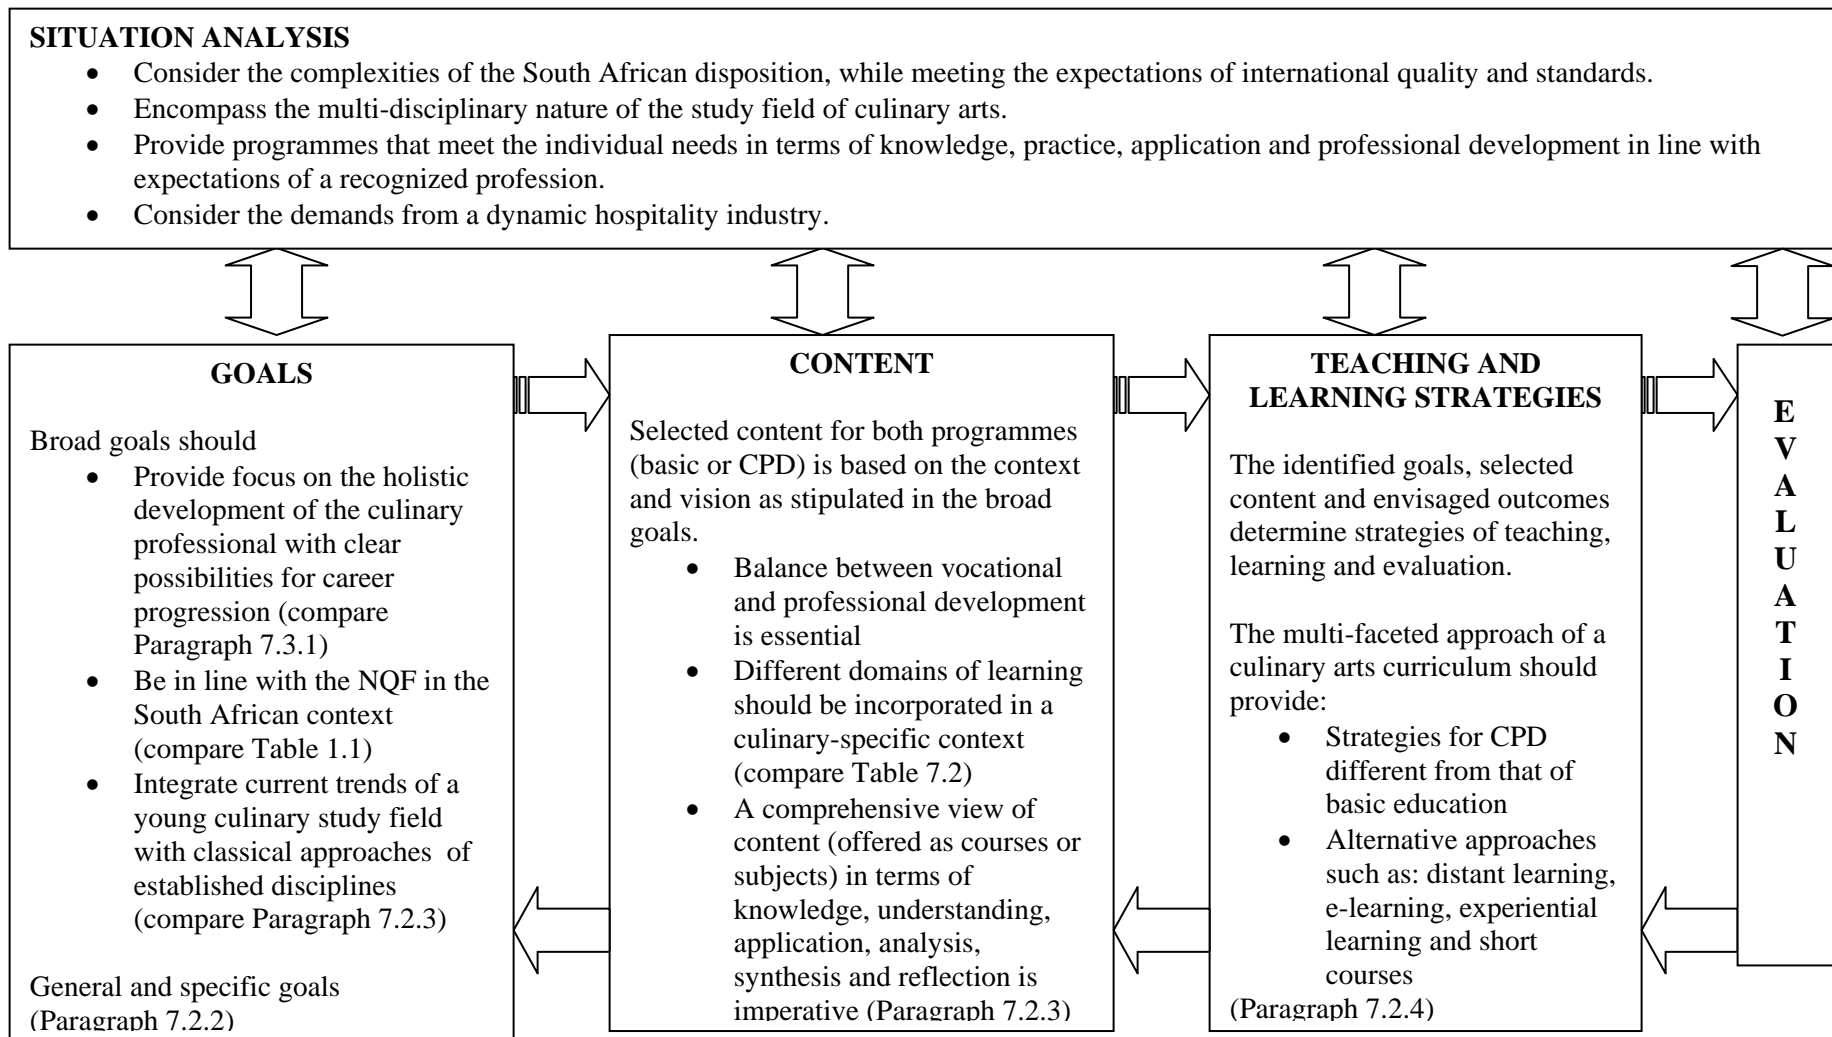 SITUATION ANALYSIS
• Consider the complexities of the South African disposition, while meeting the expectations of international quality and standards.
• Encompass the multi-disciplinary nature of the study field of culinary arts.
• Provide programmes that meet the individual needs in terms of knowledge, practice, application and professional development in line with
expectations of a recognized profession.
• Consider the demands from a dynamic hospitality industry.
GOALS
Broad goals should
• Provide focus on the holistic
development of the culinary
professional with clear
possibilities for career
progression (compare
Paragraph 7.3.1)
• Be in line with the NQF in the
South African context
(compare Table 1.1)
• Integrate current trends of a
young culinary study field
with classical approaches of
established disciplines
(compare Paragraph 7.2.3)
General and specific goals
(Paragraph 7.2.2)
CONTENT
Selected content for both programmes
(basic or CPD) is based on the context
and vision as stipulated in the broad
goals.
• Balance between vocational
and professional development
is essential
• Different domains of learning
should be incorporated in a
culinary-specific context
(compare Table 7.2)
• A comprehensive view of
content (offered as courses or
subjects) in terms of
knowledge, understanding,
application, analysis,
synthesis and reflection is
imperative (Paragraph 7.2.3)
TEACHING AND
LEARNING STRATEGIES
The identified goals, selected
content and envisaged outcomes
determine strategies of teaching,
learning and evaluation.
The multi-faceted approach of a
culinary arts curriculum should
provide:
• Strategies for CPD
different from that of
basic education
• Alternative approaches
such as: distant learning,
e-learning, experiential
learning and short
courses
(Paragraph 7.2.4)
E
V
A
L
U
A
T
I
O
N